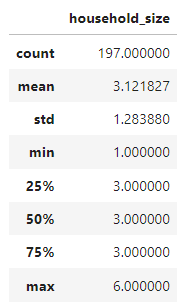 household_size
count 197.000000
mean 3.121827
std 1.283880
min 1.000000
25% 3.000000
50% 3.000000
75% 3.000000
max 6.000000